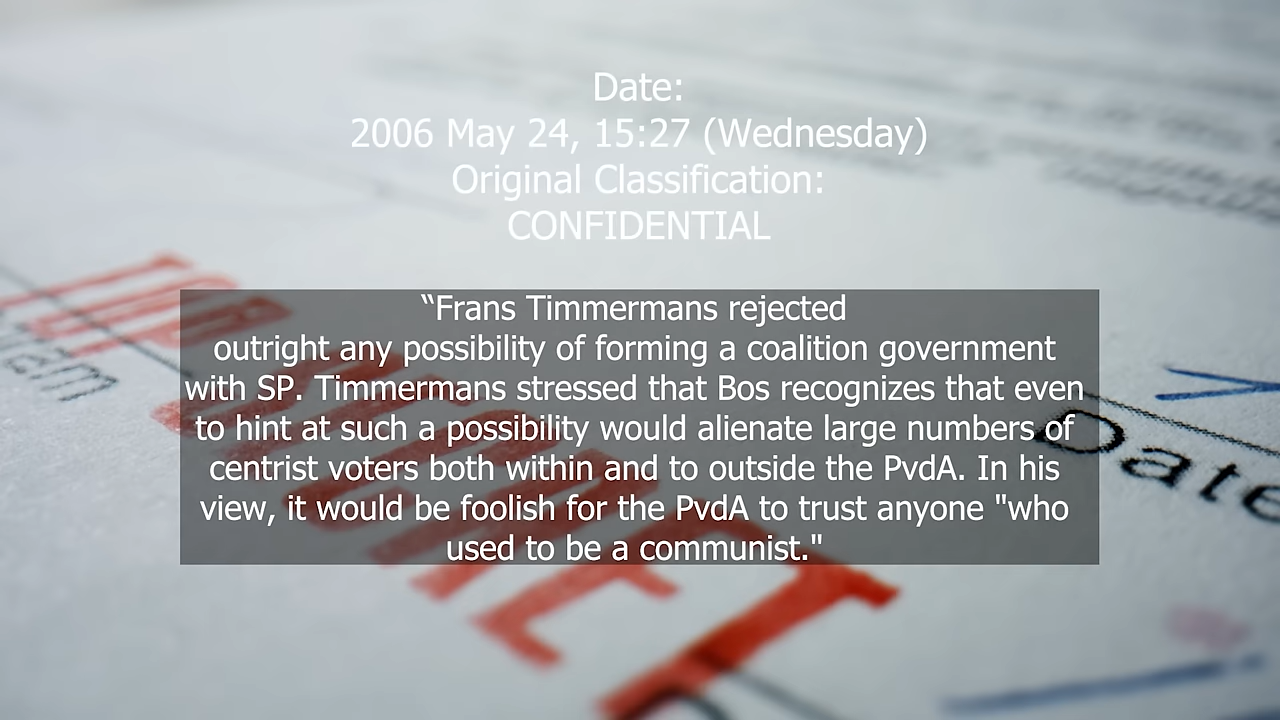 Date:
2006 May 24, 15:27 (Wednesday)
Original Classification:
CONFIDENTIAL
“Frans Timmermans rejected
outright any possibility of forming a coalition government
with SP. Timmermans stressed that Bos recognizes that even
to hint at such a possibility would alienate large numbers of
centrist voters both within and to outside the PvdA. In his
view, it would be foolish for the PvdA to trust anyone "who
used to be a communist."
TOP SECRET
Date